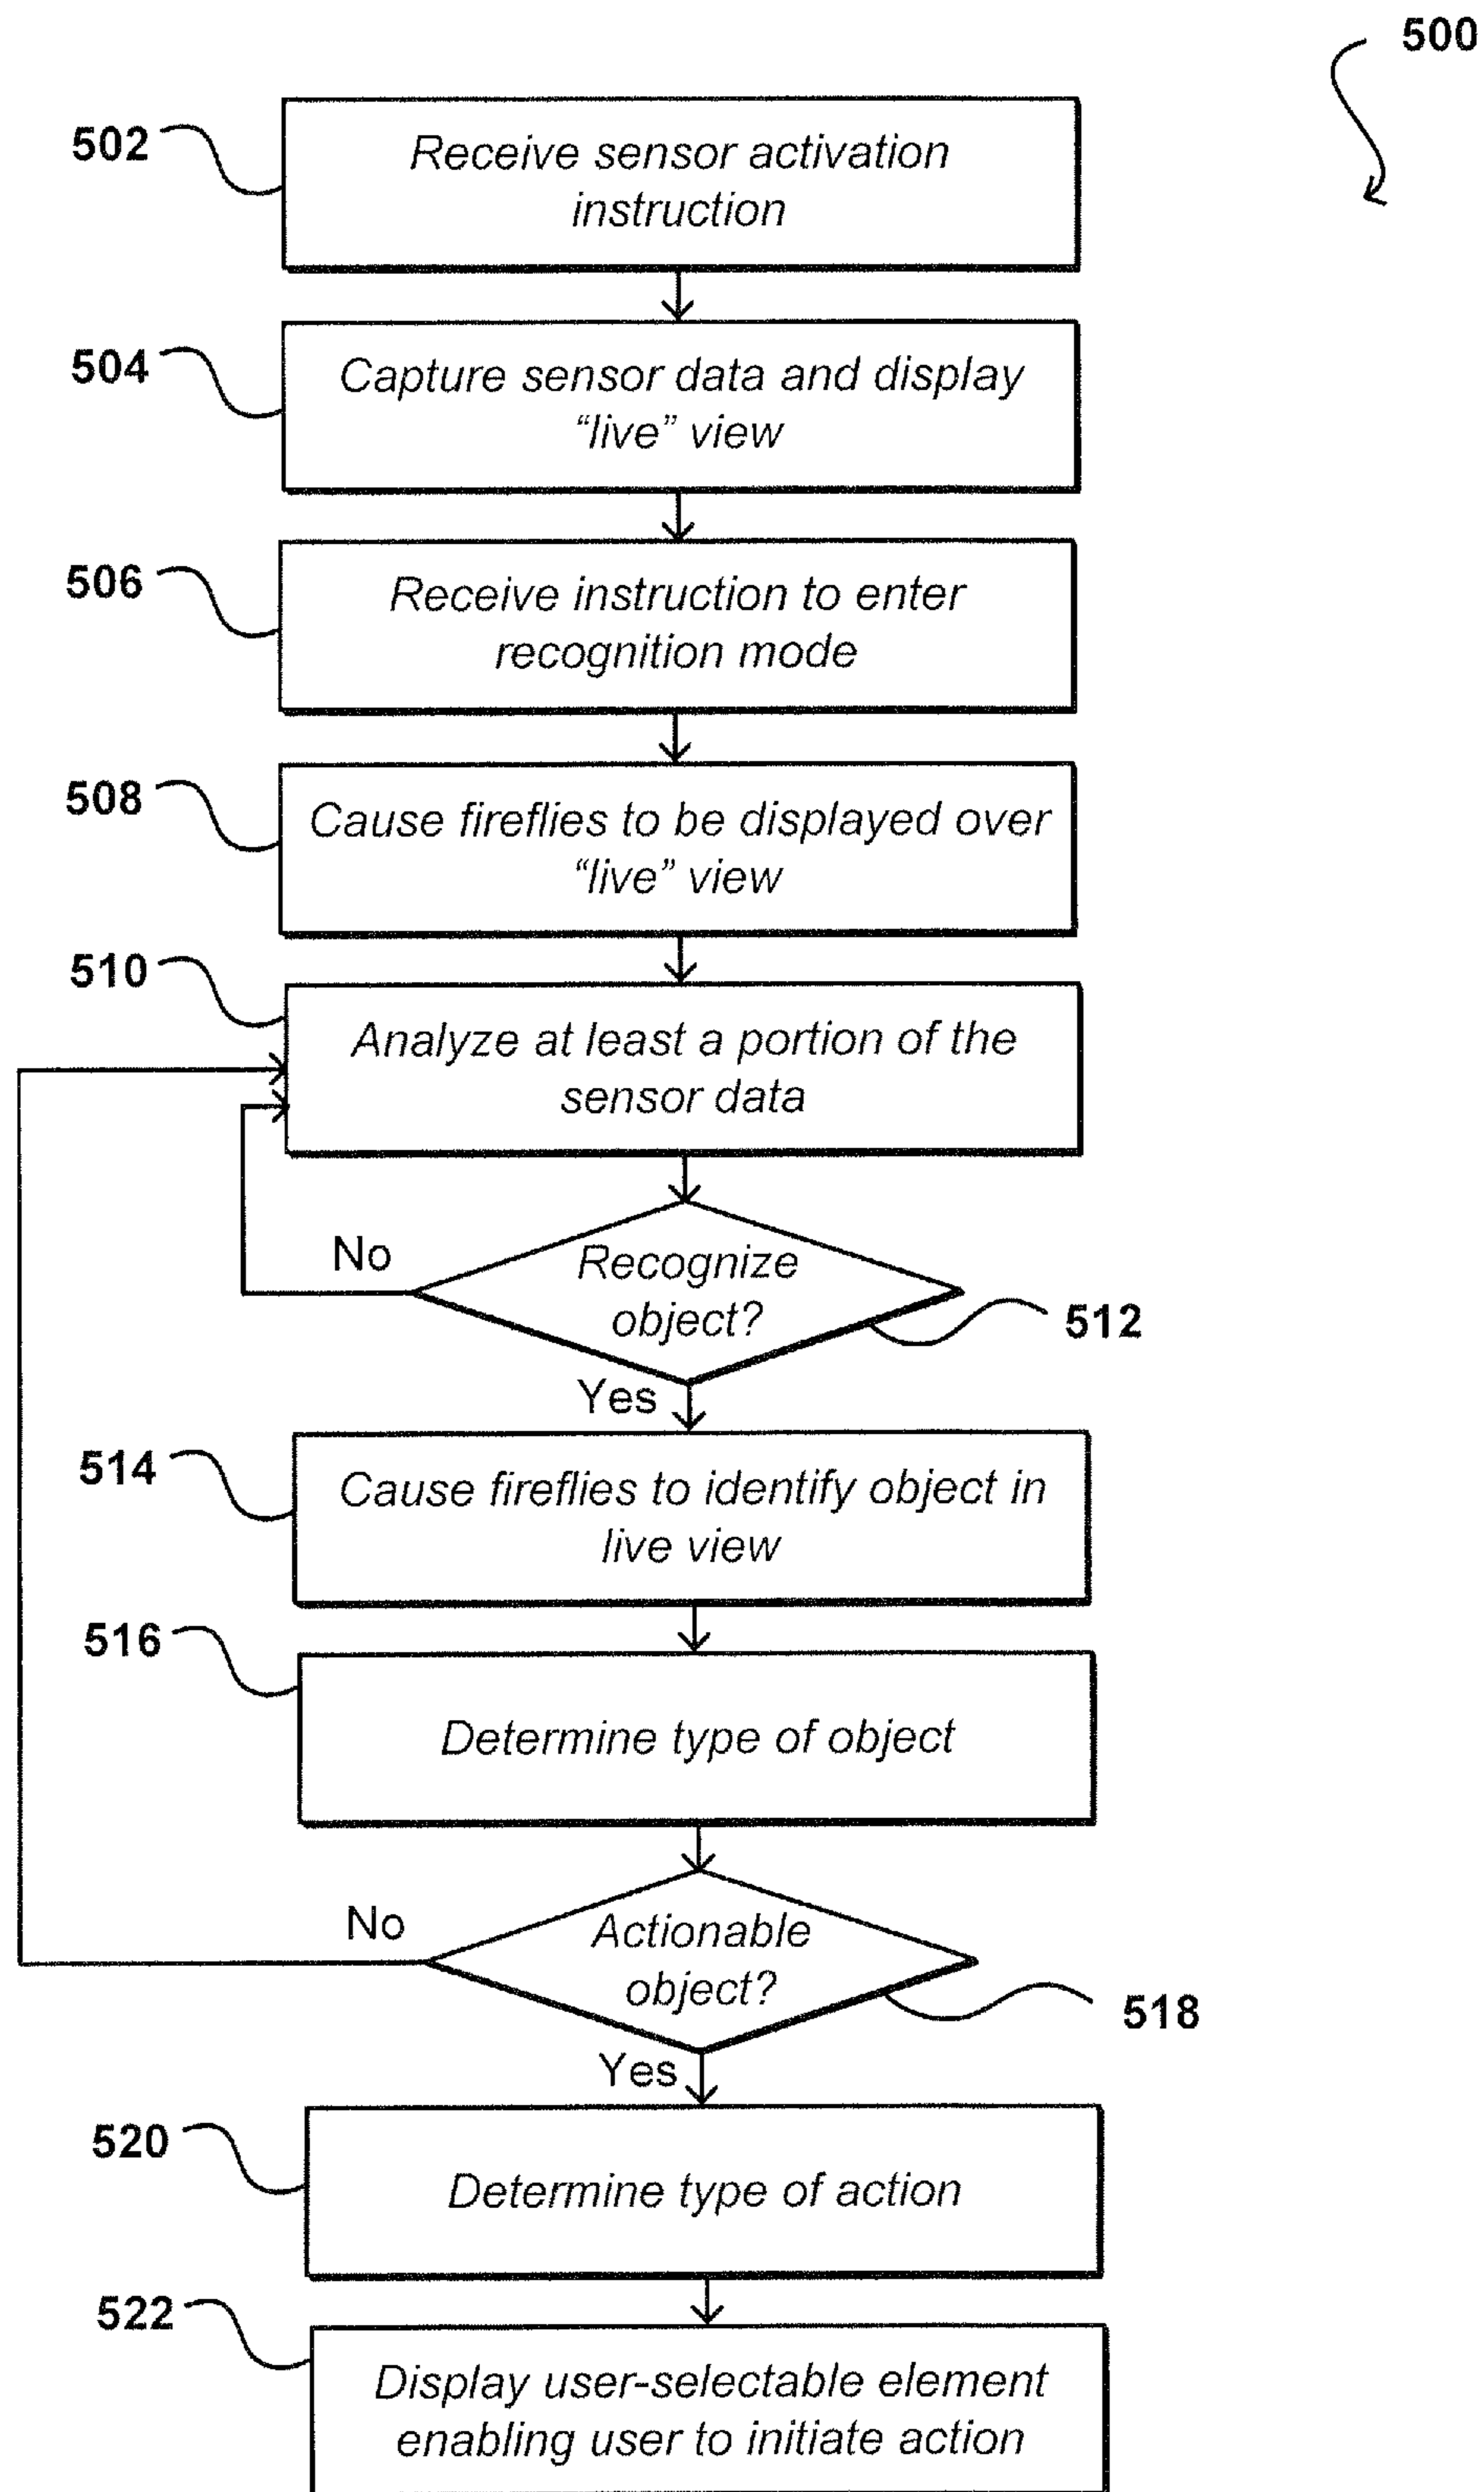 500
502
Receive sensor activation
instruction
504
Capture sensor data and display
“live” view
506
Receive instruction to enter
recognition mode
508
Cause fireflies to be displayed over
“live” view
510
Analyze at least a portion of the
sensor data
No
Recognize
object?
512
Yes
514
Cause fireflies to identify object in
live view
516
Determine type of object
No
Actionable
object?
518
Yes
520
Determine type of action
522
Display user-selectable element
enabling user to initiate action